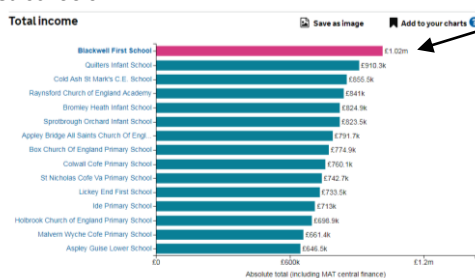 Total income
Save as image
Add to your charts
Blackwell First School
£1.02m
Quilters Infant School
£910.3k
Cold Ash St Mark's C.E. School
£855.5k
Raynsford Church of England Academy
£841k
Bromley Heath Infant School
£824.9k
Sprotbrough Orchard Infant School
£823.5k
Appley Bridge All Saints Church Of Engl...
£791.7k
Box Church Of England Primary School
£774.9k
Colwall Cofe Primary School
£760.1k
St Nicholas Cofe Va Primary School
£742.7k
Lickey End First School
£733.5k
Ide Primary School
£713k
Holbrook Church of England Primary School
£698.9k
Malvern Wyche Cofe Primary School
£661.4k
Aspley Guise Lower School
£646.5k
£0
£600k
£1.2m
Absolute total (including MAT central finance)